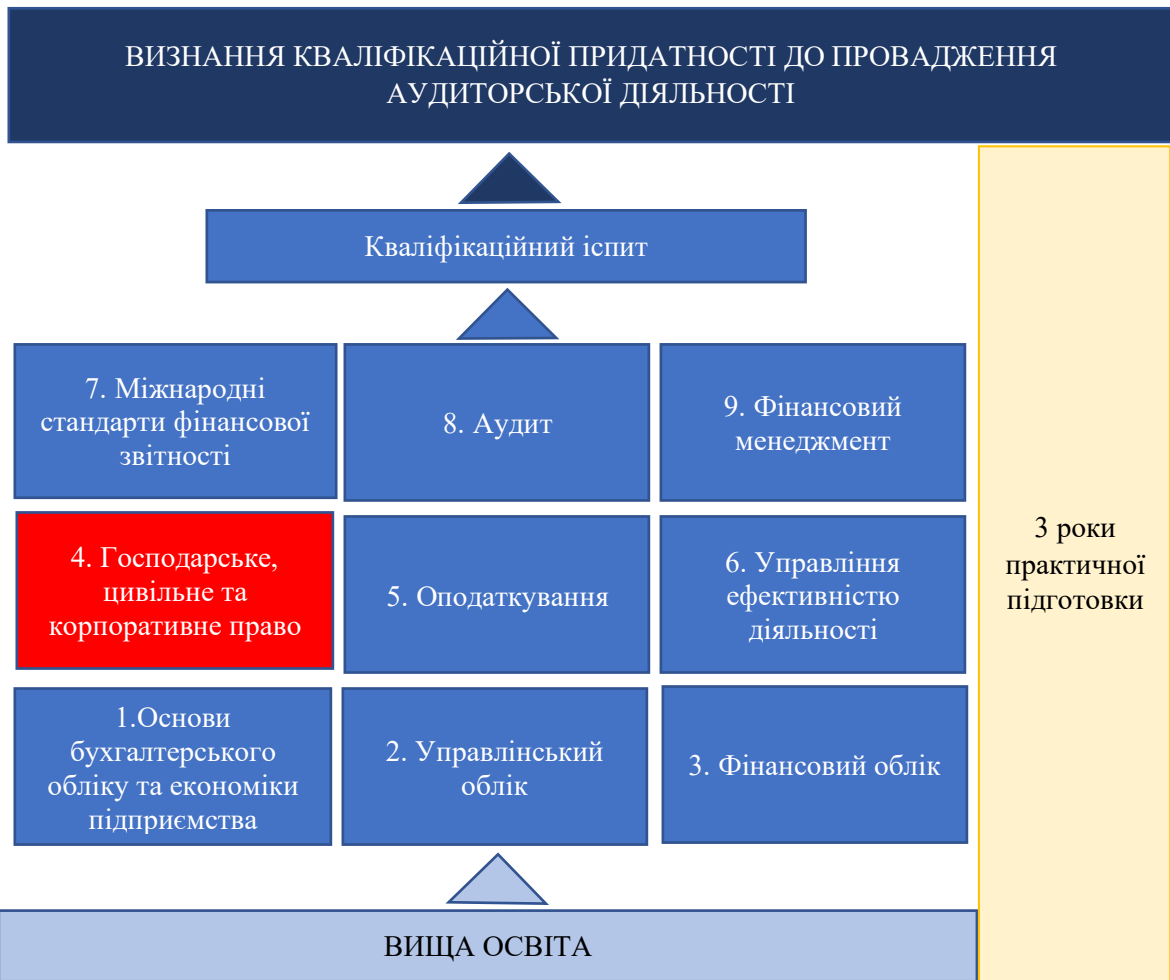 ВИЗНАННЯ КВАЛІФІКАЦІЙНОЇ ПРИДАТНОСТІ ДО ПРОВАДЖЕННЯ
АУДИТОРСЬКОЇ ДІЯЛЬНОСТІ
Кваліфікаційний іспит
7. Міжнародні
стандарти фінансової
звітності
8. Аудит
9. Фінансовий
менеджмент
4. Господарське,
цивільне та
корпоративне право
5. Оподаткування
6. Управління
ефективністю
діяльності
1.Основи
бухгалтерського
обліку та економіки
підприємства
2. Управлінський
облік
3. Фінансовий облік
3 роки
практичної
підготовки
ВИЩА ОСВІТА